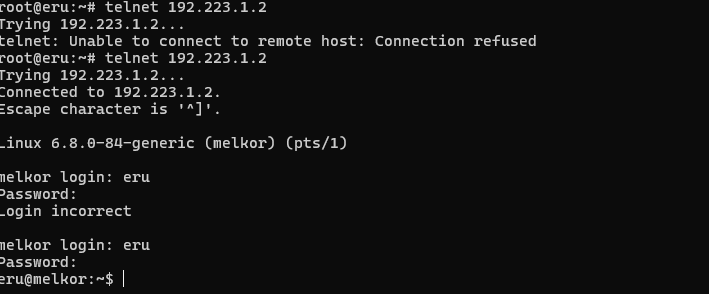 root@eru:~# telnet 192.223.1.2
Trying 192.223.1.2...
telnet: Unable to connect to remote host: Connection refused
root@eru:~# telnet 192.223.1.2
Trying 192.223.1.2...
Connected to 192.223.1.2.
Escape character is '^]'.
Linux 6.8.0-84-generic (melkor) (pts/1)
melkor login: eru
Password:
Login incorrect
melkor login: eru
Password:
eru@melkor:~$